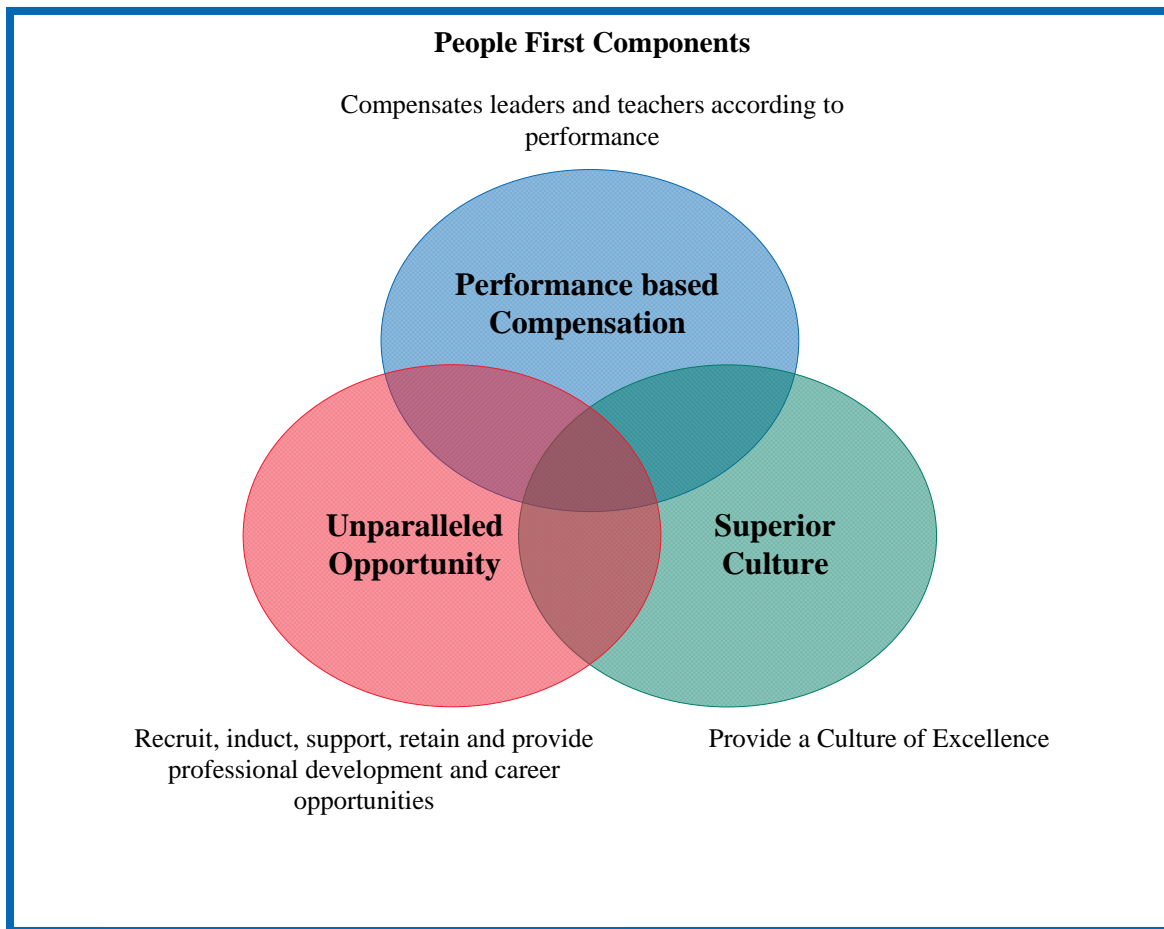 People First Components
Compensates leaders and teachers according to
performance
Performance based
Compensation
Unparalleled
Opportunity
Superior
Culture
Recruit, induct, support, retain and provide
professional development and career
opportunities
Provide a Culture of Excellence